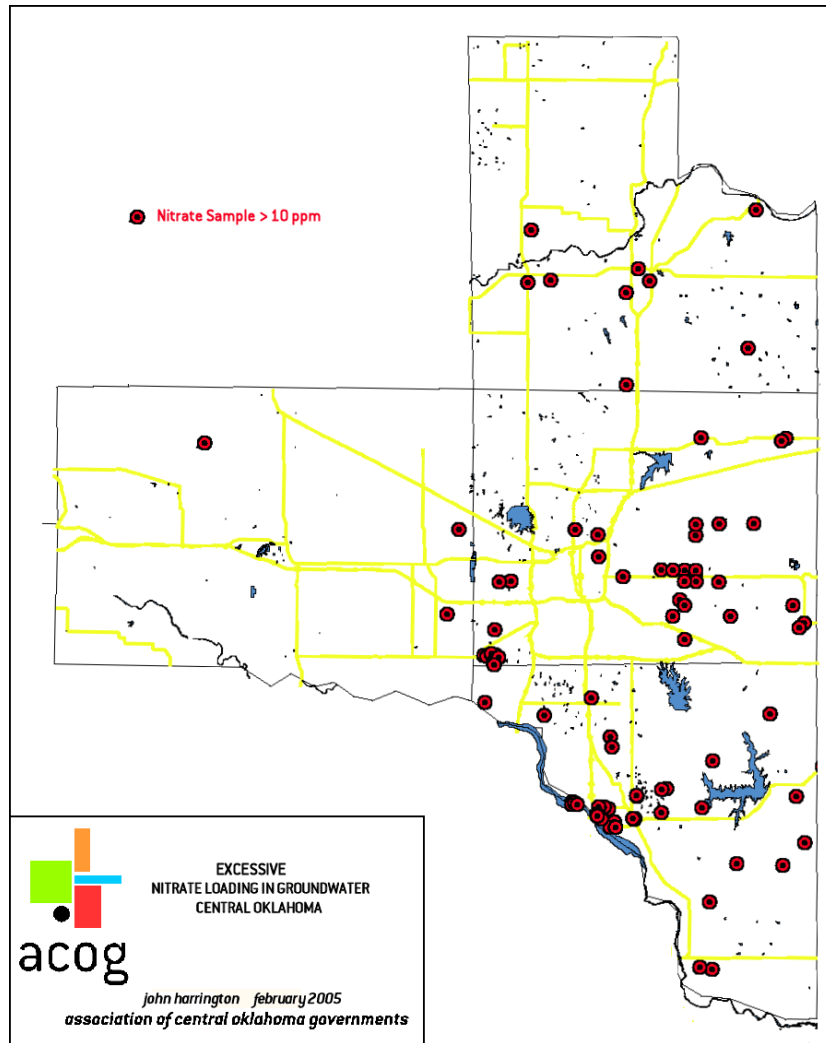 Nitrate Sample > 10 ppm
EXCESSIVE
NITRATE LOADING IN GROUNDWATER
CENTRAL OKLAHOMA
acog
john harrington february 2005
association of central oklahoma governments